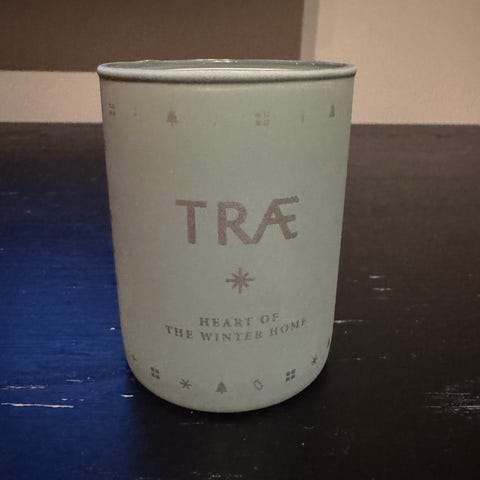 TRÆ
HEART OF
THE WINTER HOME